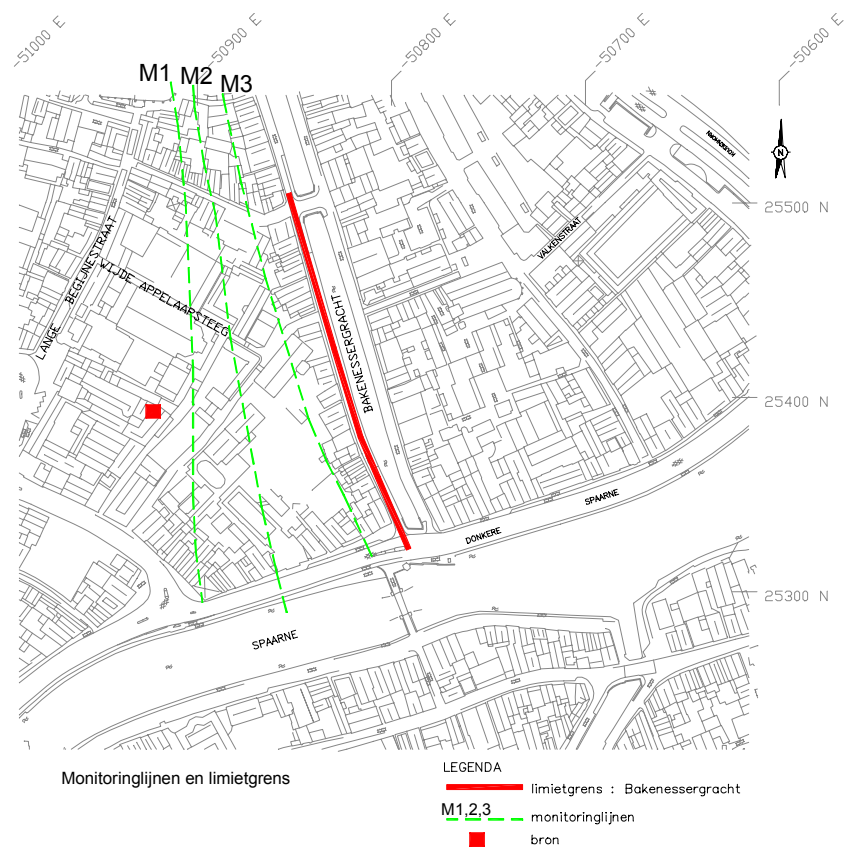 -51000 E
-50900 E
-50800 E
-50700 E
-50600 E
M1
M2
M3
N
25500 N
VALKENSTRAAT
LANGE BEGIJNESTRAAT
WIJDE APPELAARSTEEG
BAKENESSERGRACHT
25400 N
DONKERE SPAARNE
25300 N
SPAARNE
Monitoringlijnen en limietgrens
LEGENDA
limietgrens : Bakenessergracht
M1,2,3
monitoringlijnen
bron